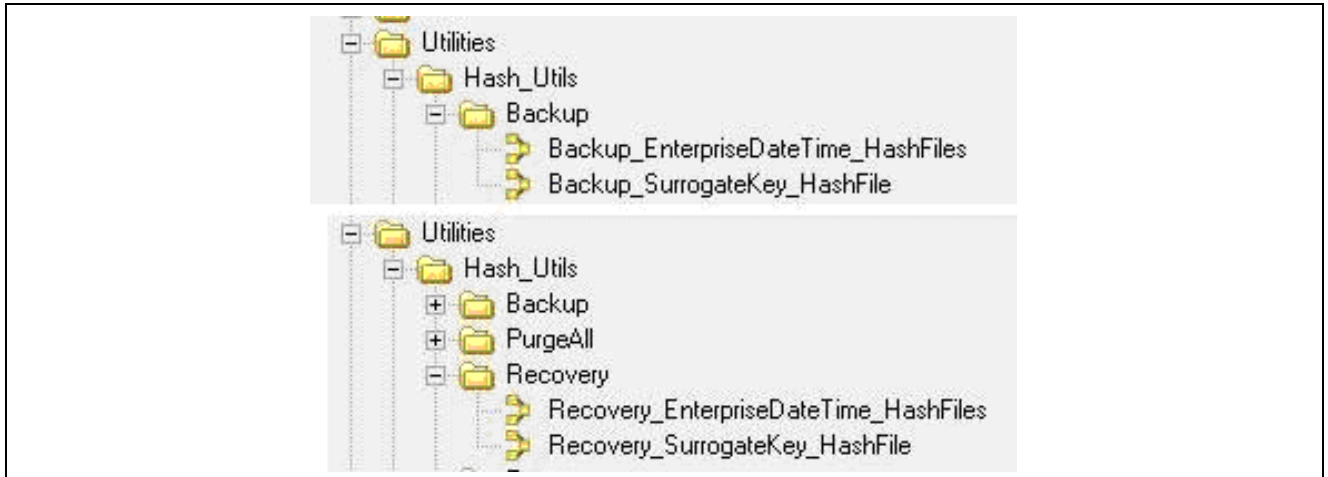 Utilities
Hash_Utils
Backup
Backup_EnterpriseDateTime_HashFiles
Backup_SurrogateKey_HashFile
Utilities
Hash_Utils
Backup
PurgeAll
Recovery
Recovery_EnterpriseDateTime_HashFiles
Recovery_SurrogateKey_HashFile